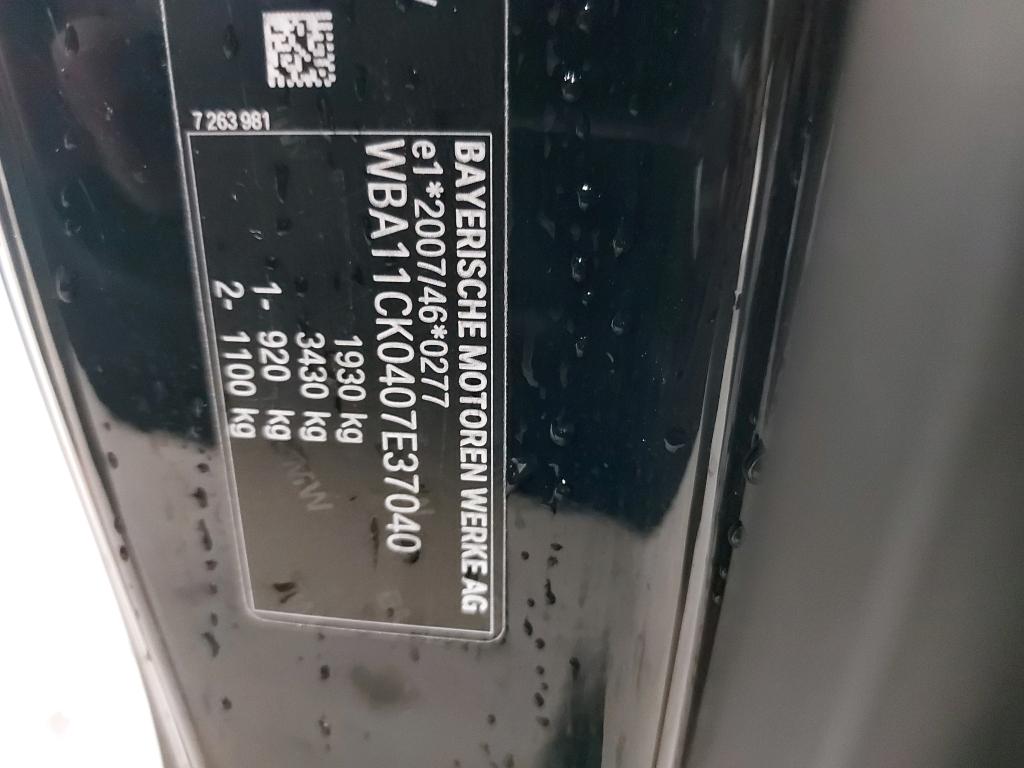 BAYERISCHE MOTOREN WERKE AG
e1*2007/46*0277
WBA11CK0407E37040
1930 kg
3430 kg
1- 920 kg
2- 1100 kg
7 263 981